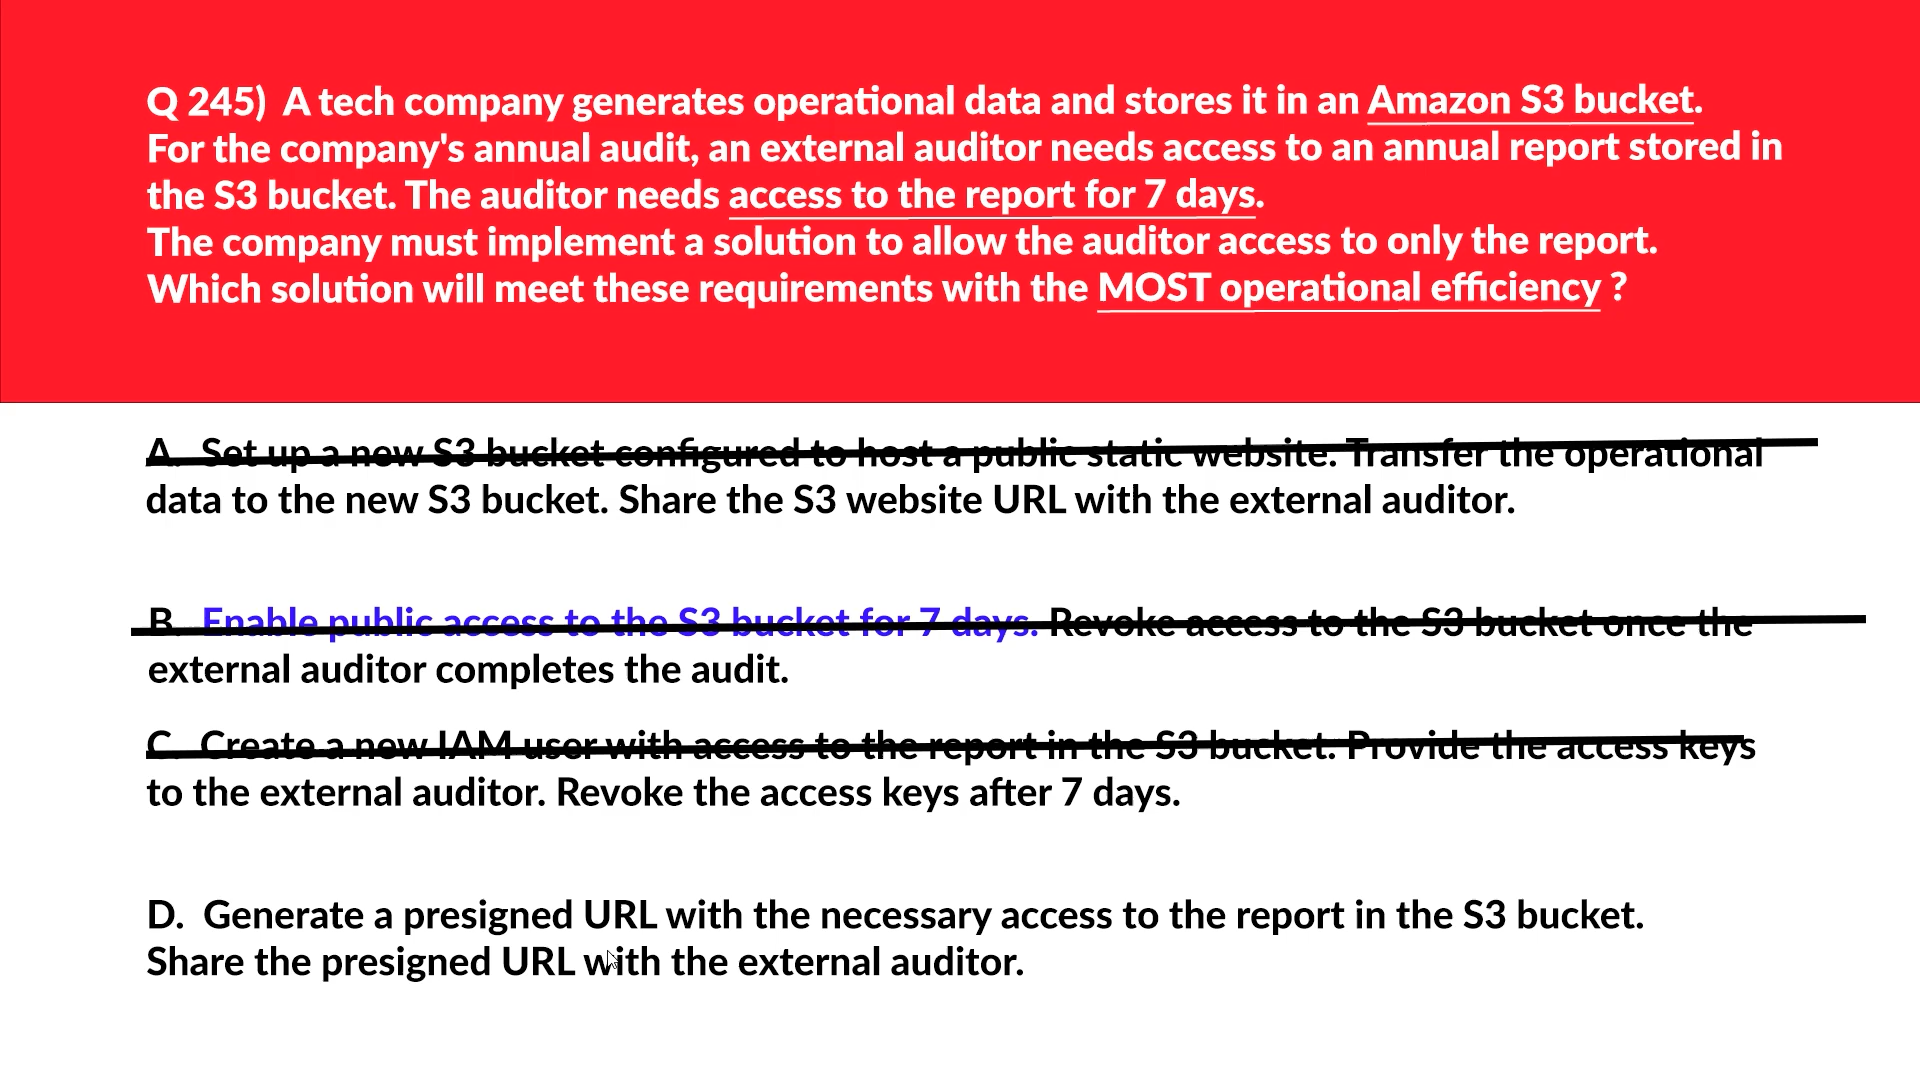 Q 245) A tech company generates operational data and stores it in an Amazon S3 bucket.
For the company's annual audit, an external auditor needs access to an annual report stored in
the S3 bucket. The auditor needs access to the report for 7 days.
The company must implement a solution to allow the auditor access to only the report.
Which solution will meet these requirements with the MOST operational efficiency ?
A. Set up a new S3 bucket configured to host a public static website. Transfer the operational
data to the new S3 bucket. Share the S3 website URL with the external auditor.
B. Enable public access to the S3 bucket for 7 days. Revoke access to the S3 bucket once the
external auditor completes the audit.
C. Create a new IAM user with access to the report in the S3 bucket. Provide the access keys
to the external auditor. Revoke the access keys after 7 days.
D. Generate a presigned URL with the necessary access to the report in the S3 bucket.
Share the presigned URL with the external auditor.